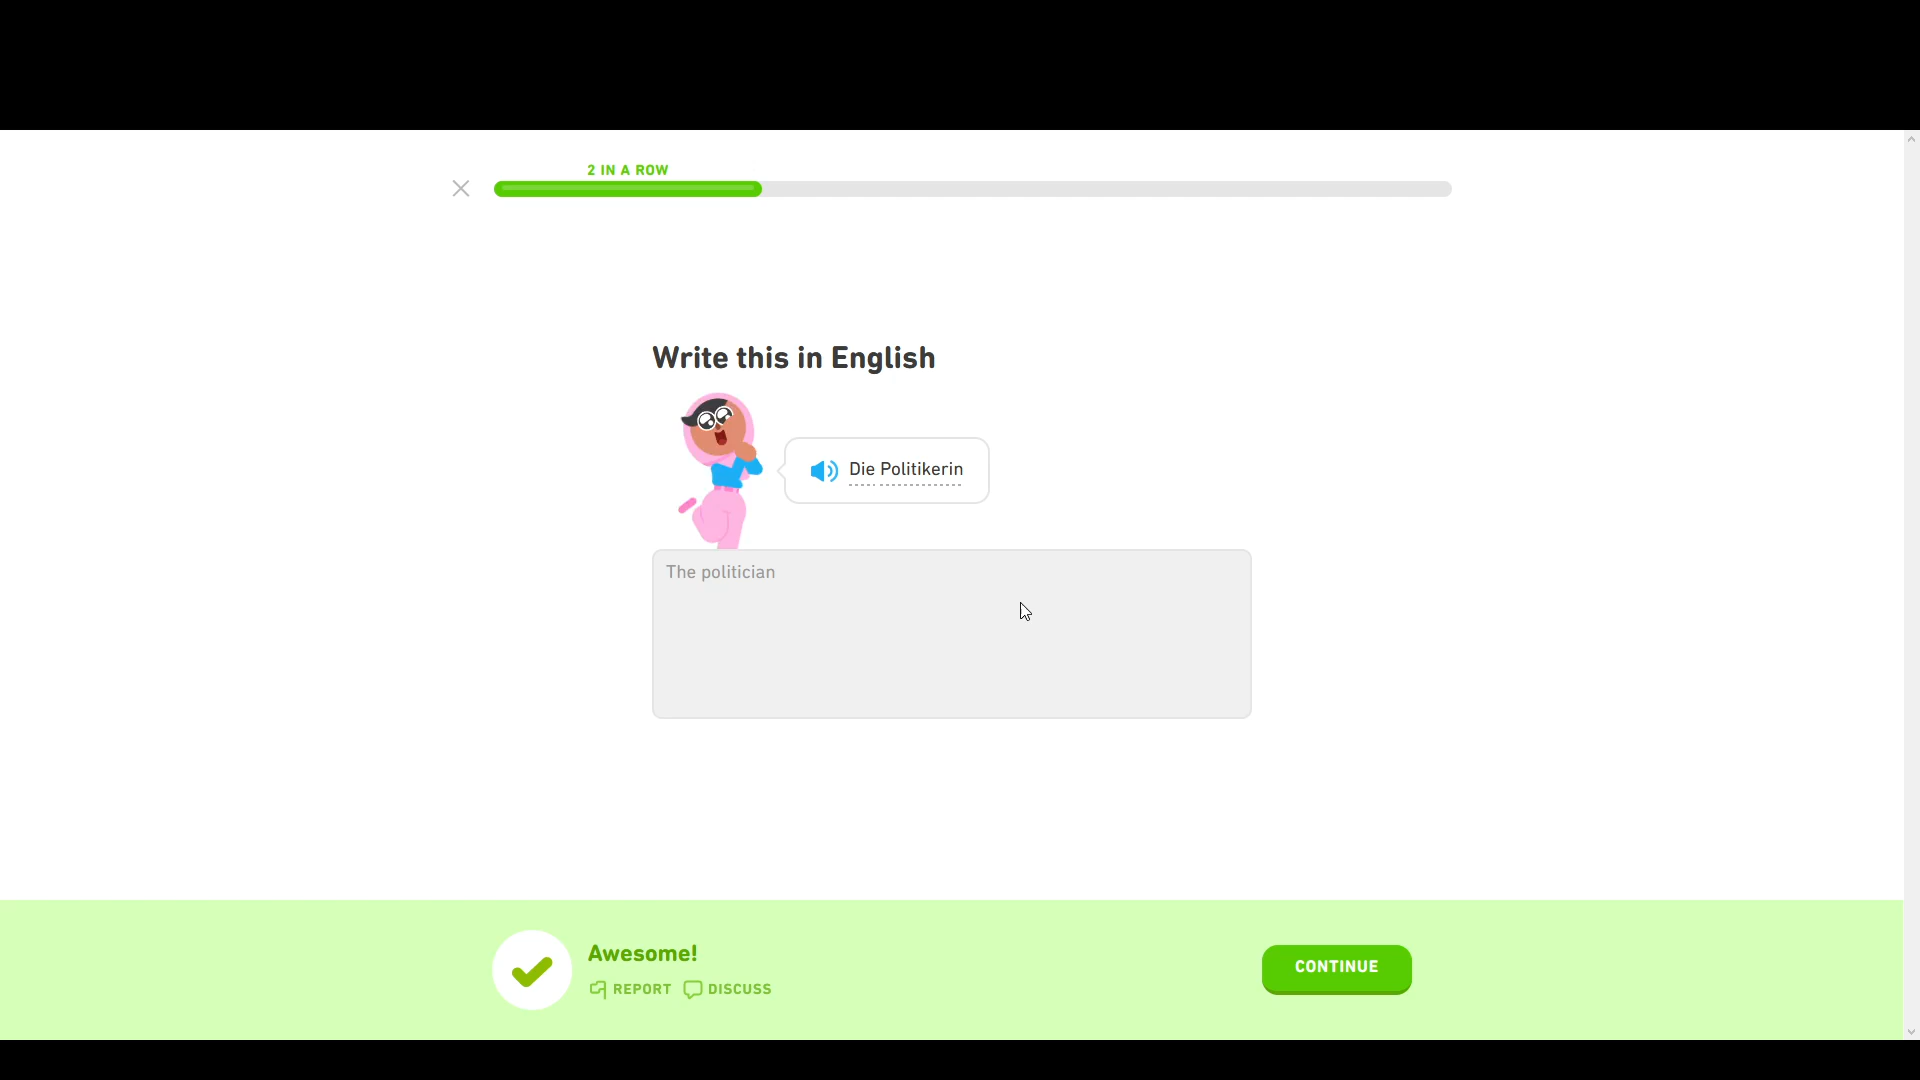 2 IN A ROW
Write this in English
Die Politikerin
The politician
Awesome!
REPORT DISCUSS
CONTINUE